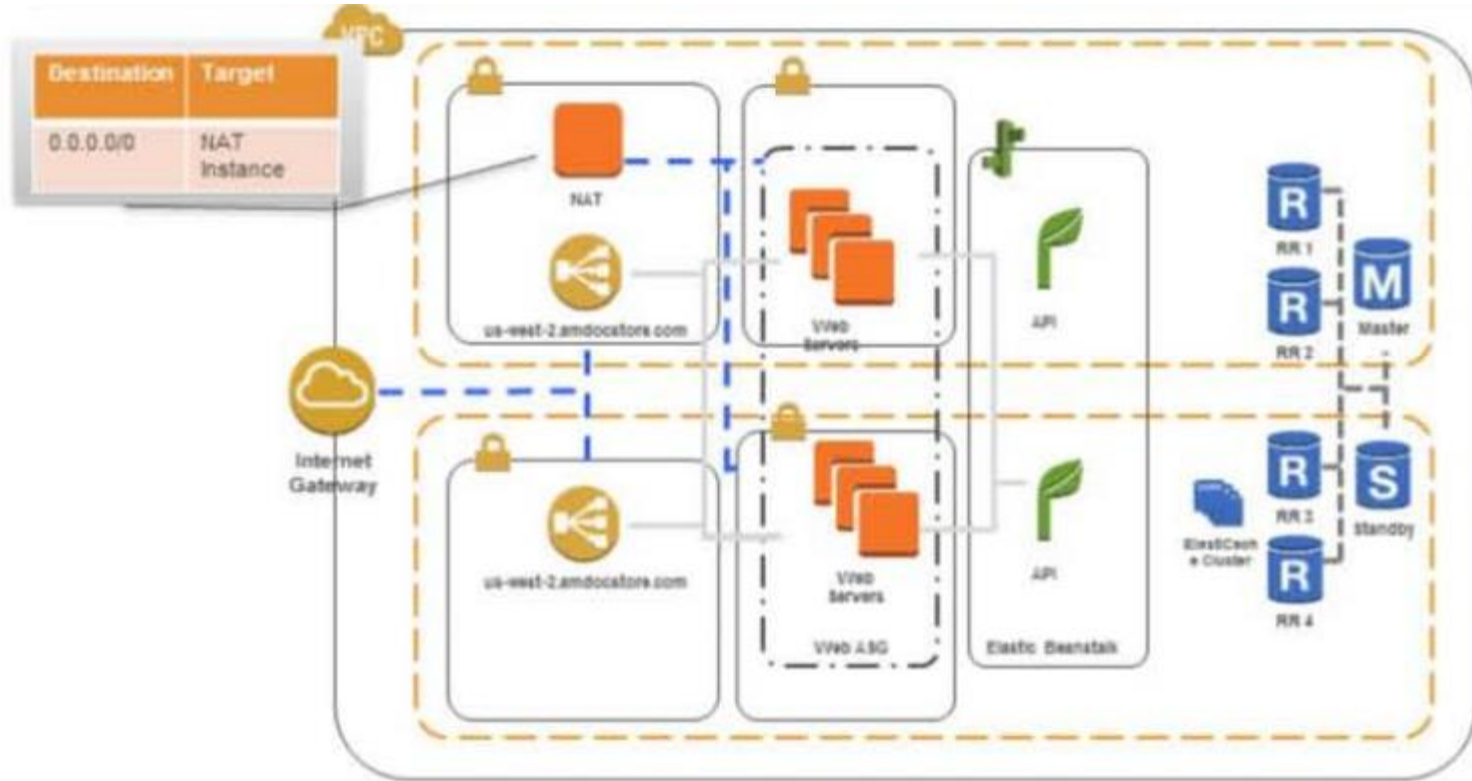 VPC
Destination Target
0.0.0.0/0 NAT
Instance
NAT
us-west-2.amdocstore.com
Web
Servers
API
R
RR 1
R
RR 2
M
Master
Internet
Gateway
us-west-2.amdocstore.com
Web
Servers
Web ASG
API
Elastic Beanstalk
ElastiCach
e Cluster
R
RR 3
R
RR 4
S
Standby